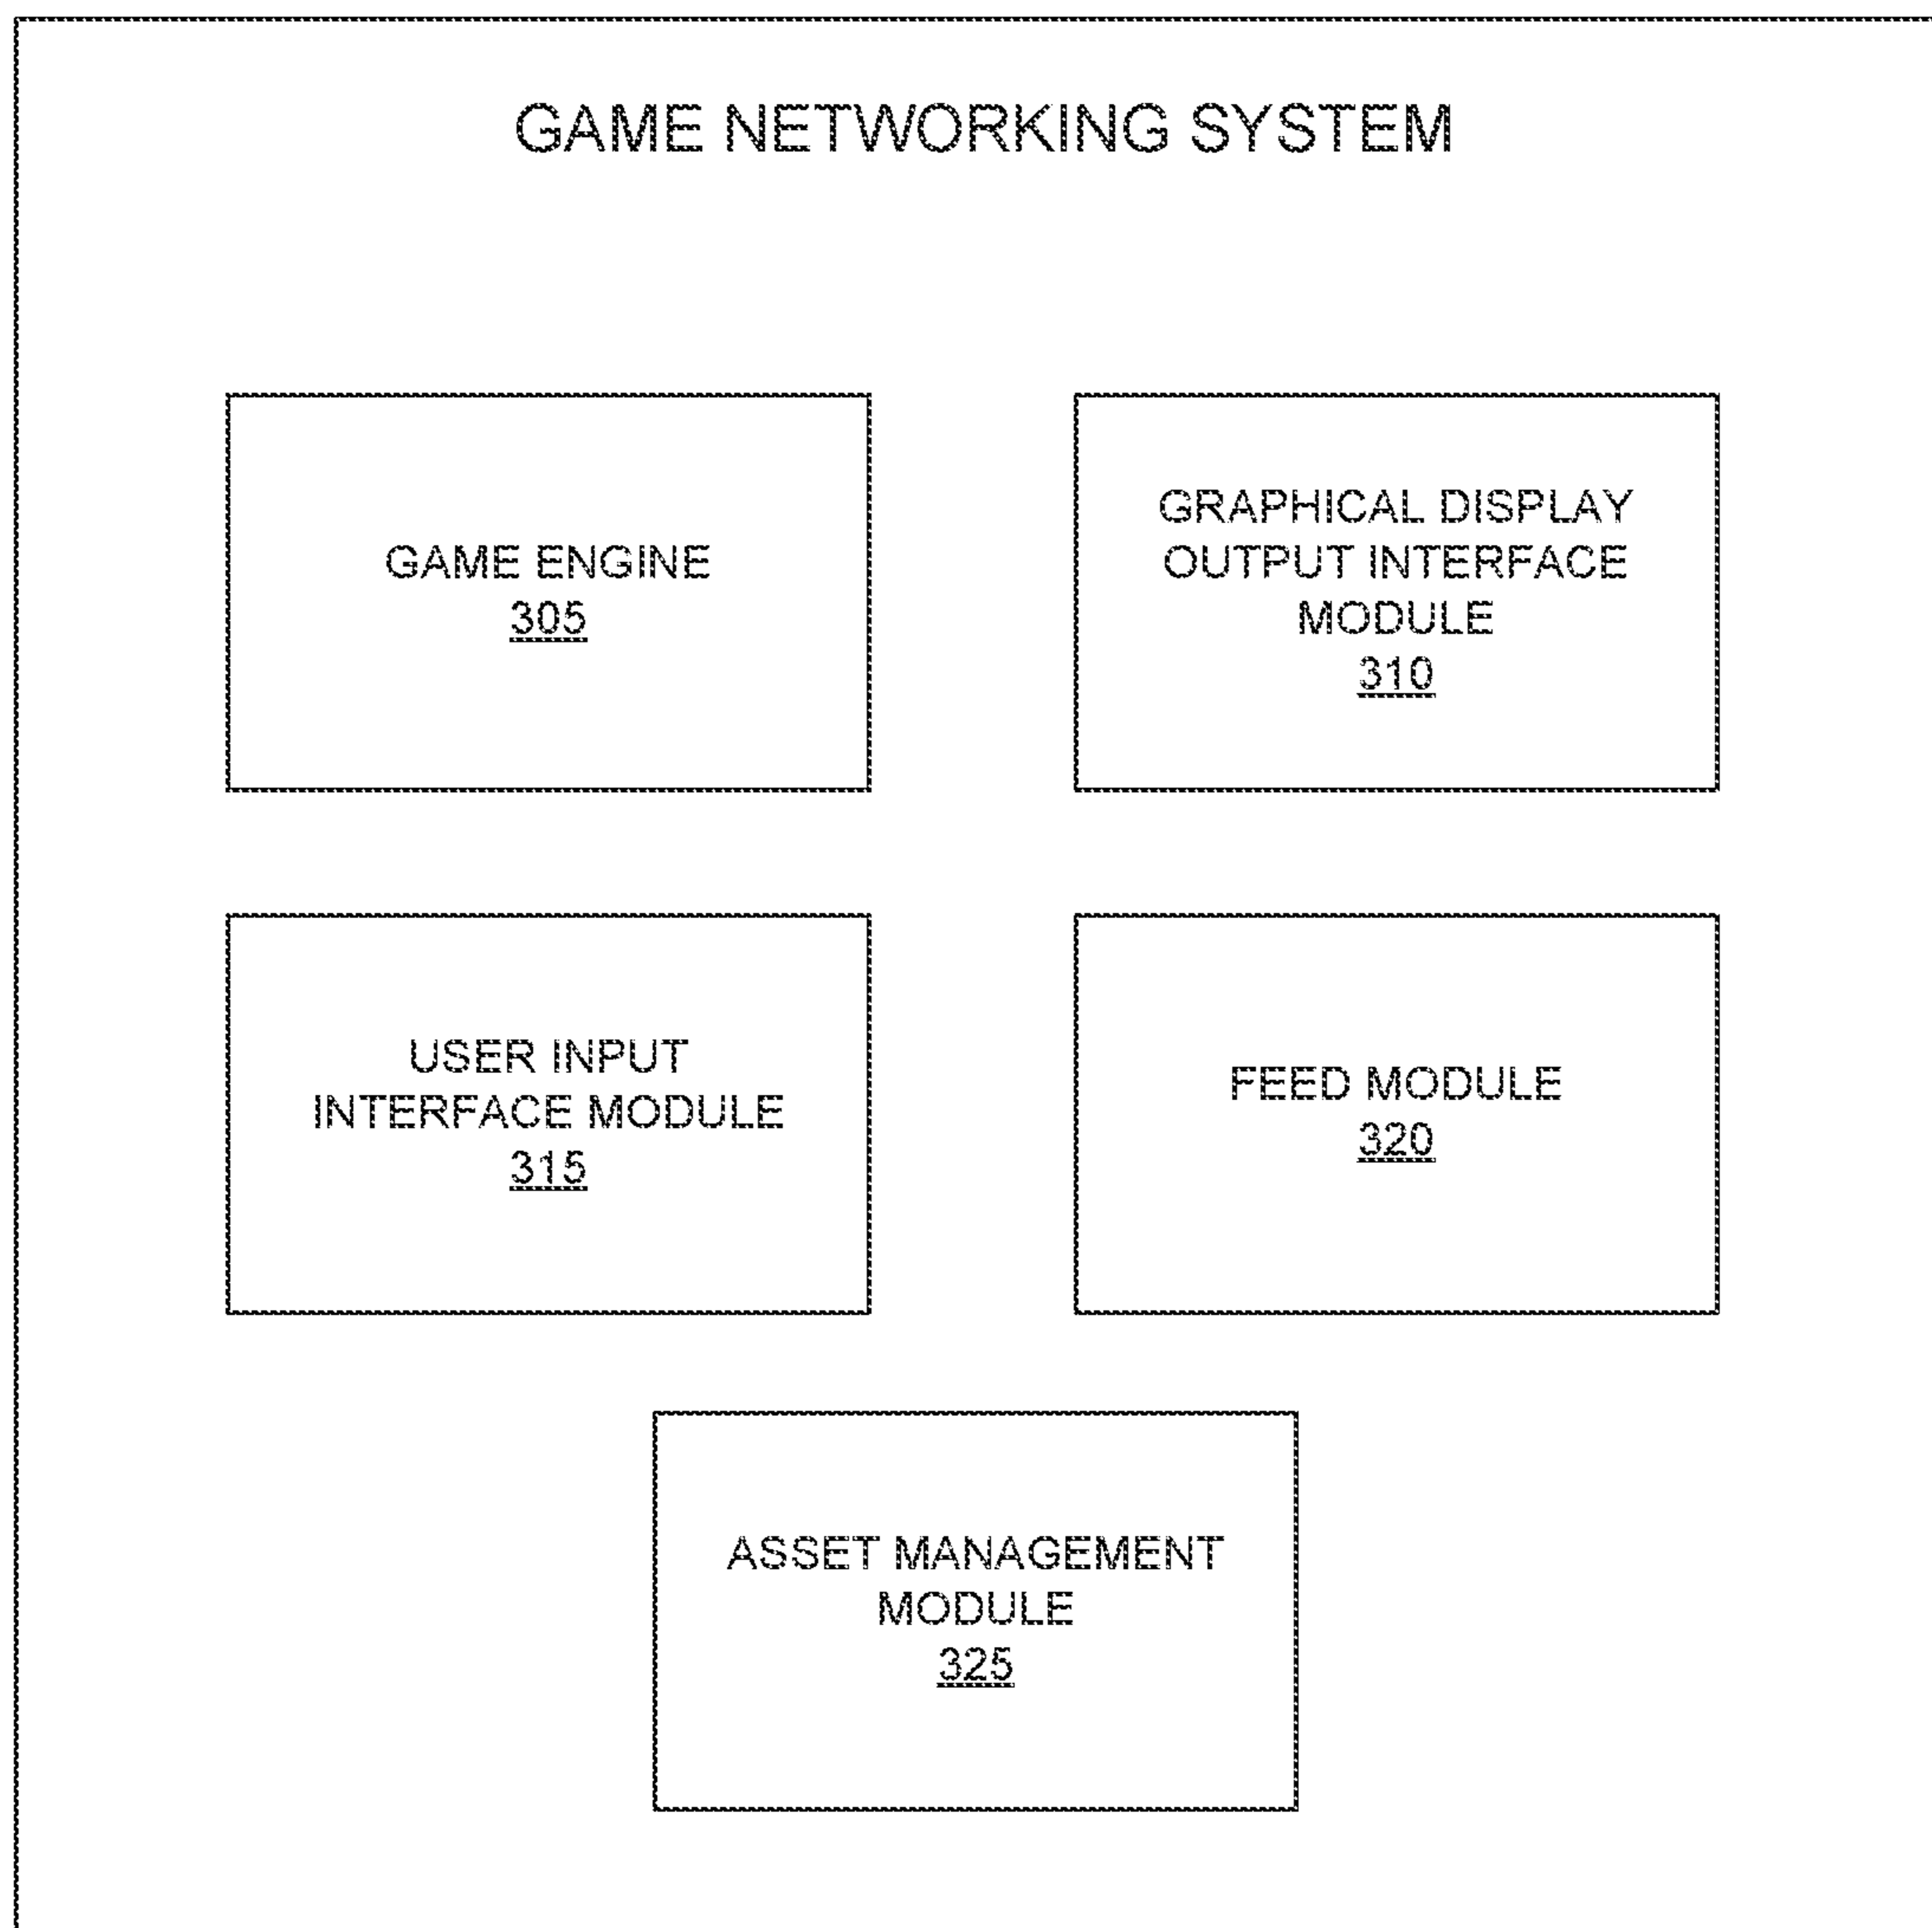 GAME NETWORKING SYSTEM
GAME ENGINE
305
GRAPHICAL DISPLAY
OUTPUT INTERFACE
MODULE
310
USER INPUT
INTERFACE MODULE
315
FEED MODULE
320
ASSET MANAGEMENT
MODULE
325